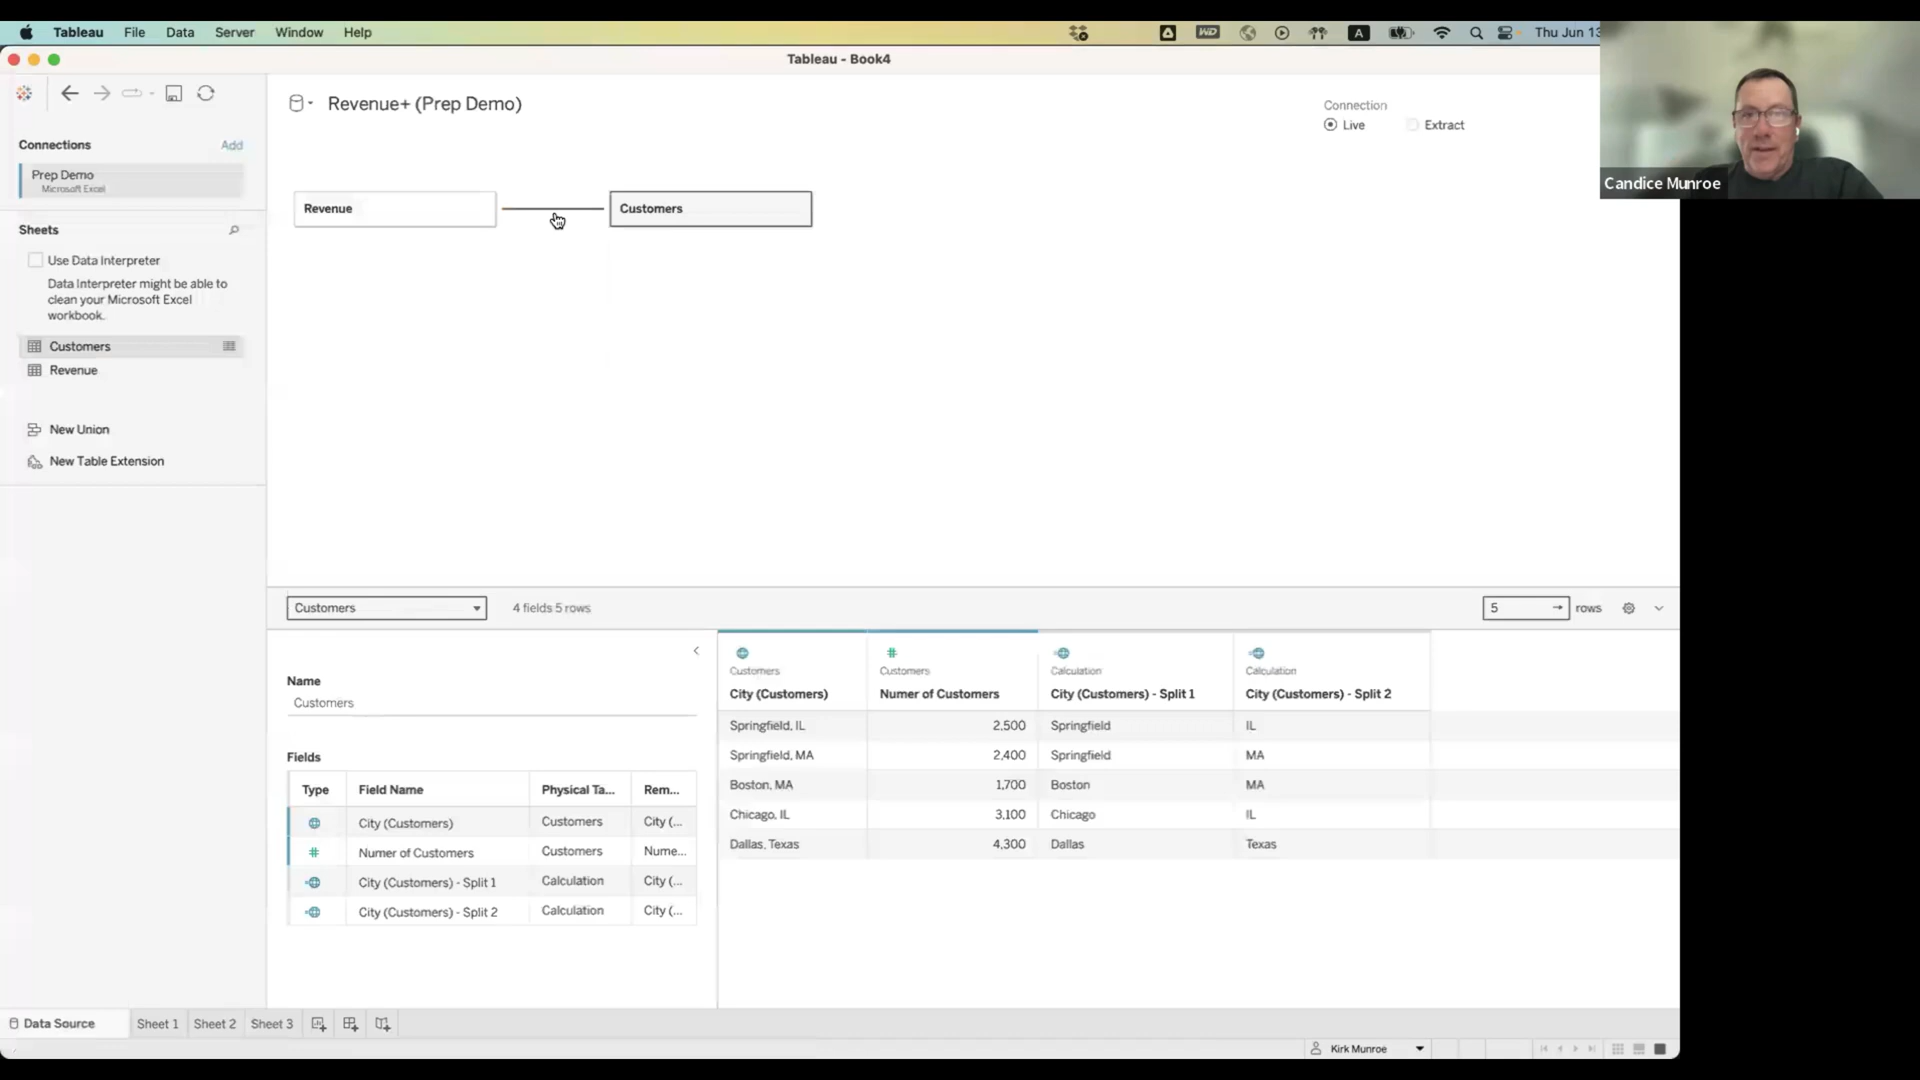 Tableau File Data Server Window Help
WD
A
Thu Jun 13
Tableau - Book4
Revenue+ (Prep Demo)
Connection
Live
Extract
Candice Munroe
Connections
Add
Prep Demo
Microsoft Excel
Revenue
Customers
Sheets
Use Data Interpreter
Data Interpreter might be able to
clean your Microsoft Excel
workbook.
Customers
Revenue
New Union
New Table Extension
Customers
4 fields 5 rows
5
rows
Name
Customers
Fields
Type Field Name Physical Ta... Rem...
City (Customers) Customers City (...
Numer of Customers Customers Nume...
City (Customers) - Split 1 Calculation City (...
City (Customers) - Split 2 Calculation City (...
Customers Customers Calculation Calculation
City (Customers) Numer of Customers City (Customers) - Split 1 City (Customers) - Split 2
Springfield, IL 2,500 Springfield IL
Springfield, MA 2,400 Springfield MA
Boston, MA 1,700 Boston MA
Chicago, IL 3,100 Chicago IL
Dallas, Texas 4,300 Dallas Texas
Data Source Sheet 1 Sheet 2 Sheet 3
Kirk Munroe